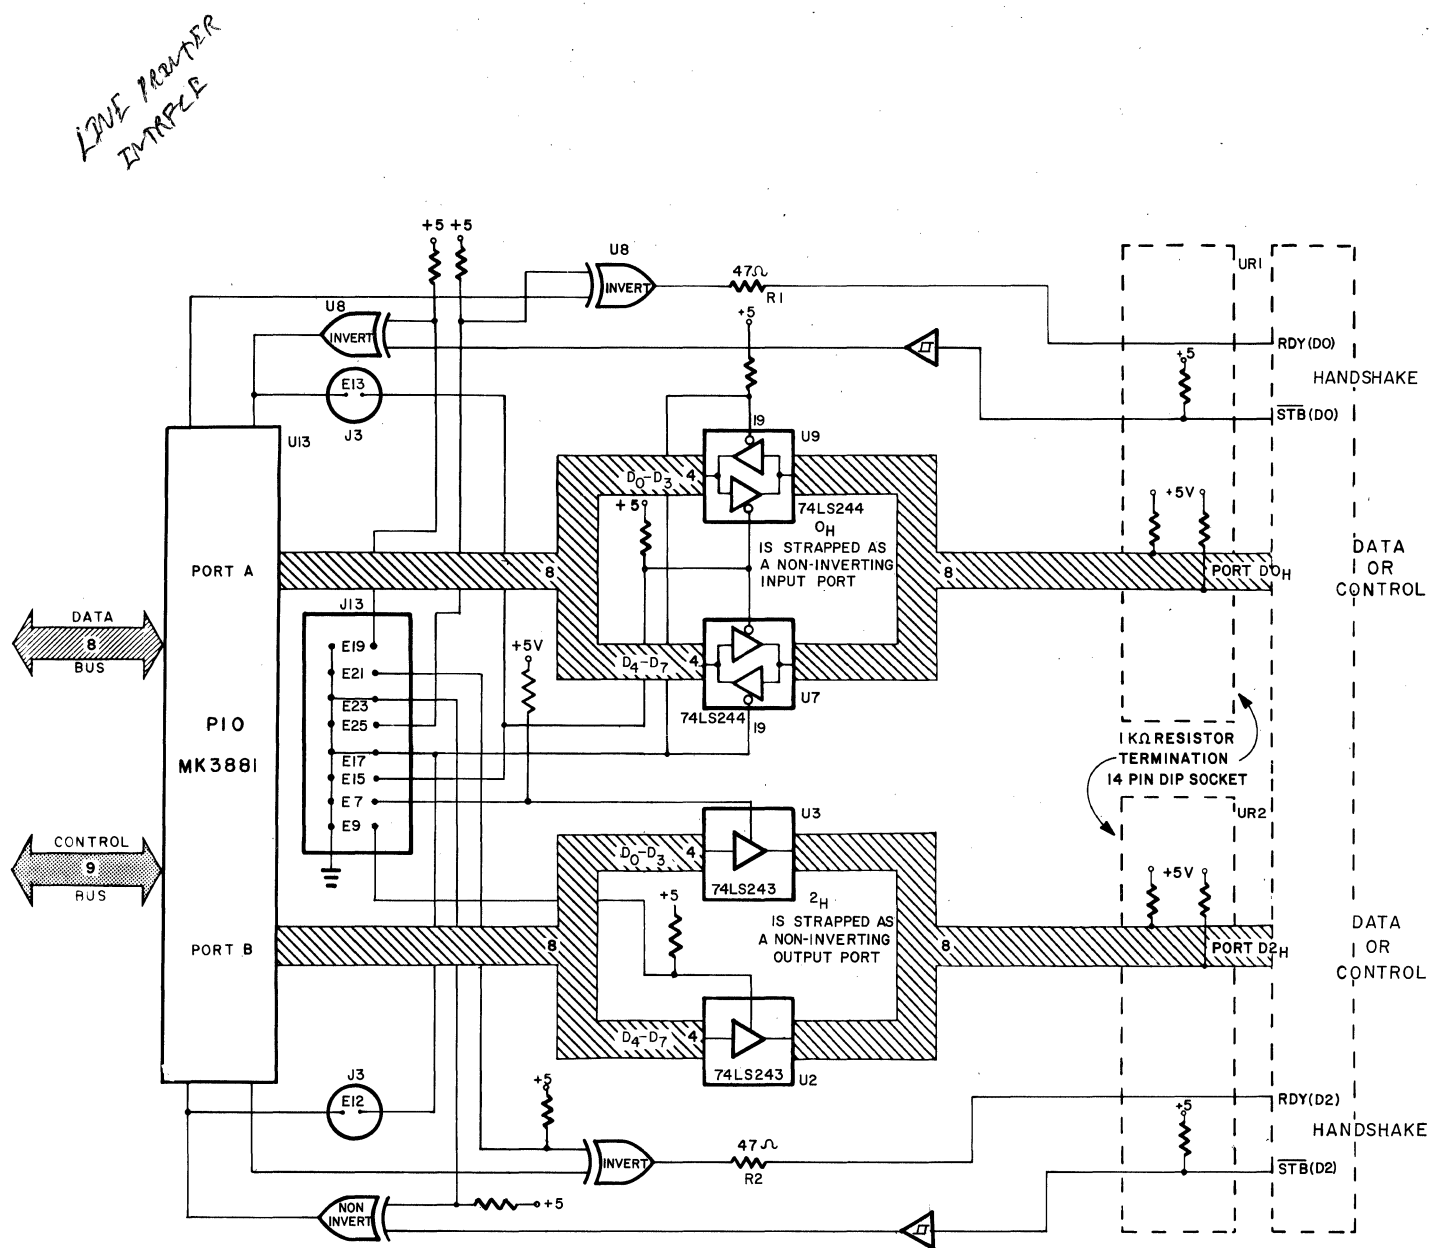 LINE PRINTER
INTRFCE
+5 +5
U8
INVERT
47Ω
R1
UR1
U8
INVERT
+5
RDY(D0)
+5
HANDSHAKE
STB(D0)
E13
J3
U13
19
U9
D0-D3
4
+5
74LS244
0H
IS STRAPPED AS
A NON-INVERTING
INPUT PORT
+5V
PORT A
8
8
PORT D0H
DATA
OR
CONTROL
DATA
8
BUS
J13
E19
E21
E23
E25
E17
E15
E7
E9
+5V
D4-D7
4
U7
74LS244
19
PIO
MK3881
1KΩ RESISTOR
TERMINATION
14 PIN DIP SOCKET
CONTROL
9
BUS
U3
UR2
D0-D3
4
74LS243
+5
2H
IS STRAPPED AS
A NON-INVERTING
OUTPUT PORT
+5V
PORT B
8
8
PORT D2H
DATA
OR
CONTROL
D4-D7
4
74LS243
U2
J3
E12
+5
RDY(D2)
+5
HANDSHAKE
INVERT
47Ω
R2
STB(D2)
NON
INVERT
+5